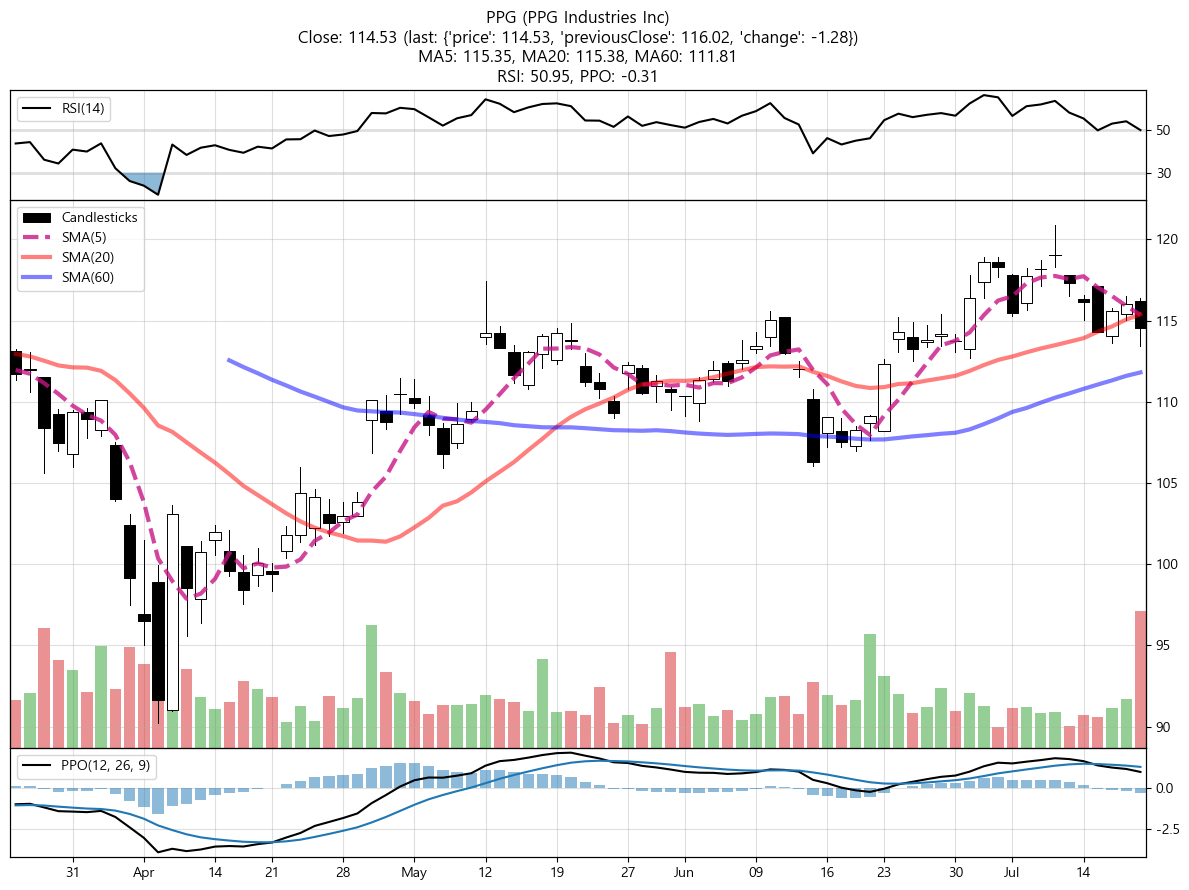 PPG (PPG Industries Inc)
Close: 114.53 (last: {'price': 114.53, 'previousClose': 116.02, 'change': -1.28})
MA5: 115.35, MA20: 115.38, MA60: 111.81
RSI: 50.95, PPO: -0.31
RSI(14)
50
30
Candlesticks
SMA(5)
SMA(20)
SMA(60)
120
115
110
105
100
95
90
PPO(12, 26, 9)
0.0
-2.5
31 Apr 14 21 28 May 12 19 27 Jun 09 16 23 30 Jul 14